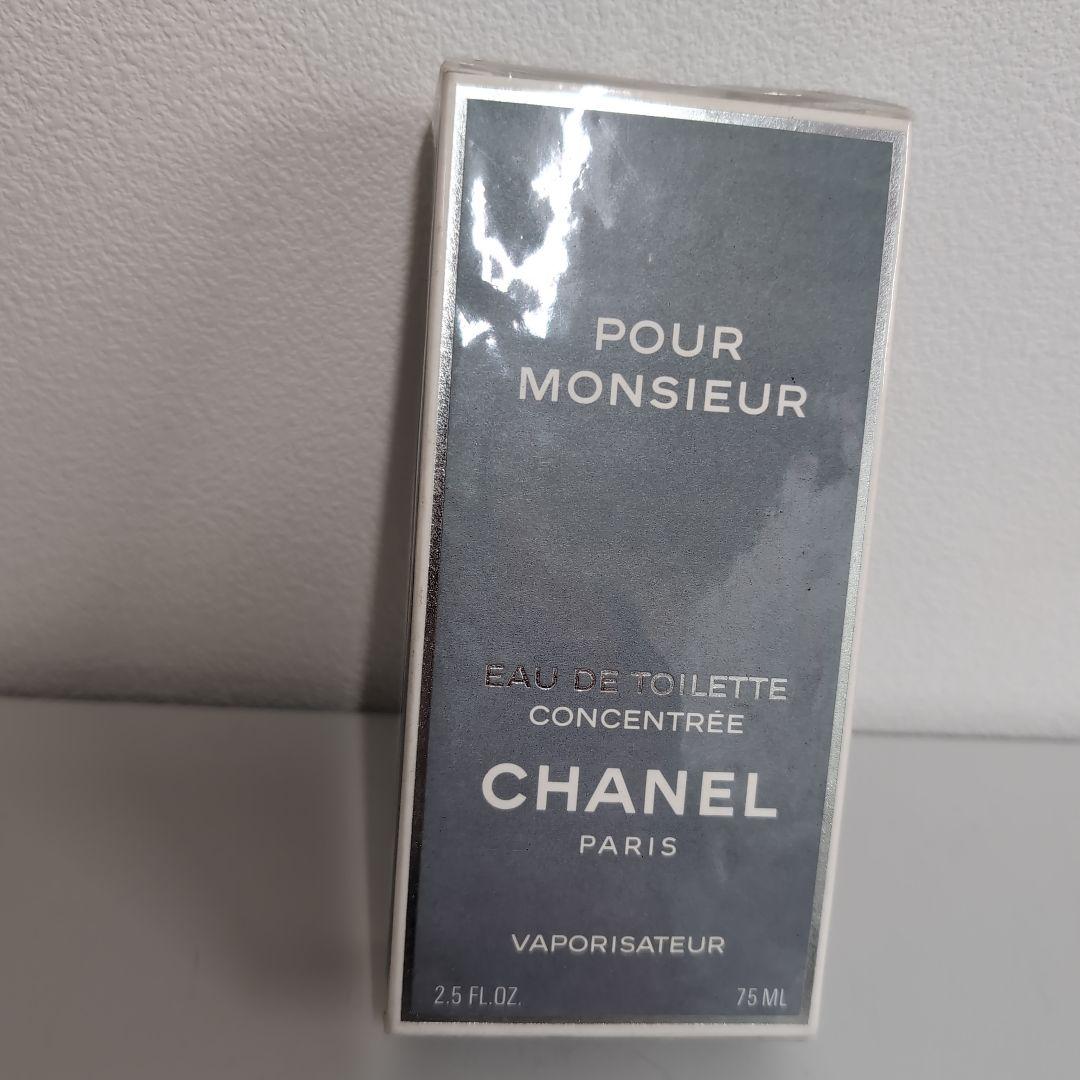 POUR
MONSIEUR
EAU DE TOILETTE
CONCENTRÉE
CHANEL
PARIS
VAPORISATEUR
2.5 FL.OZ. 75 ML